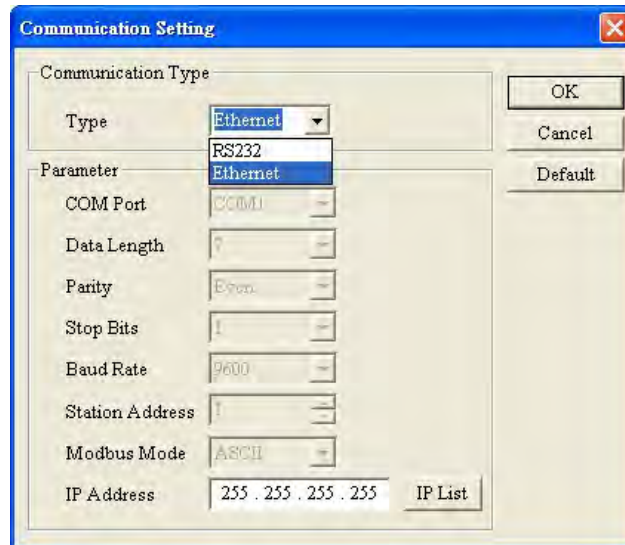 Communication Setting
Communication Type
Type Ethernet
RS232
Ethernet
OK
Cancel
Default
Parameter
COM Port COM1
Data Length 7
Parity Even
Stop Bits 1
Baud Rate 9600
Station Address 1
Modbus Mode ASCII
IP Address 255 . 255 . 255 . 255 IP List